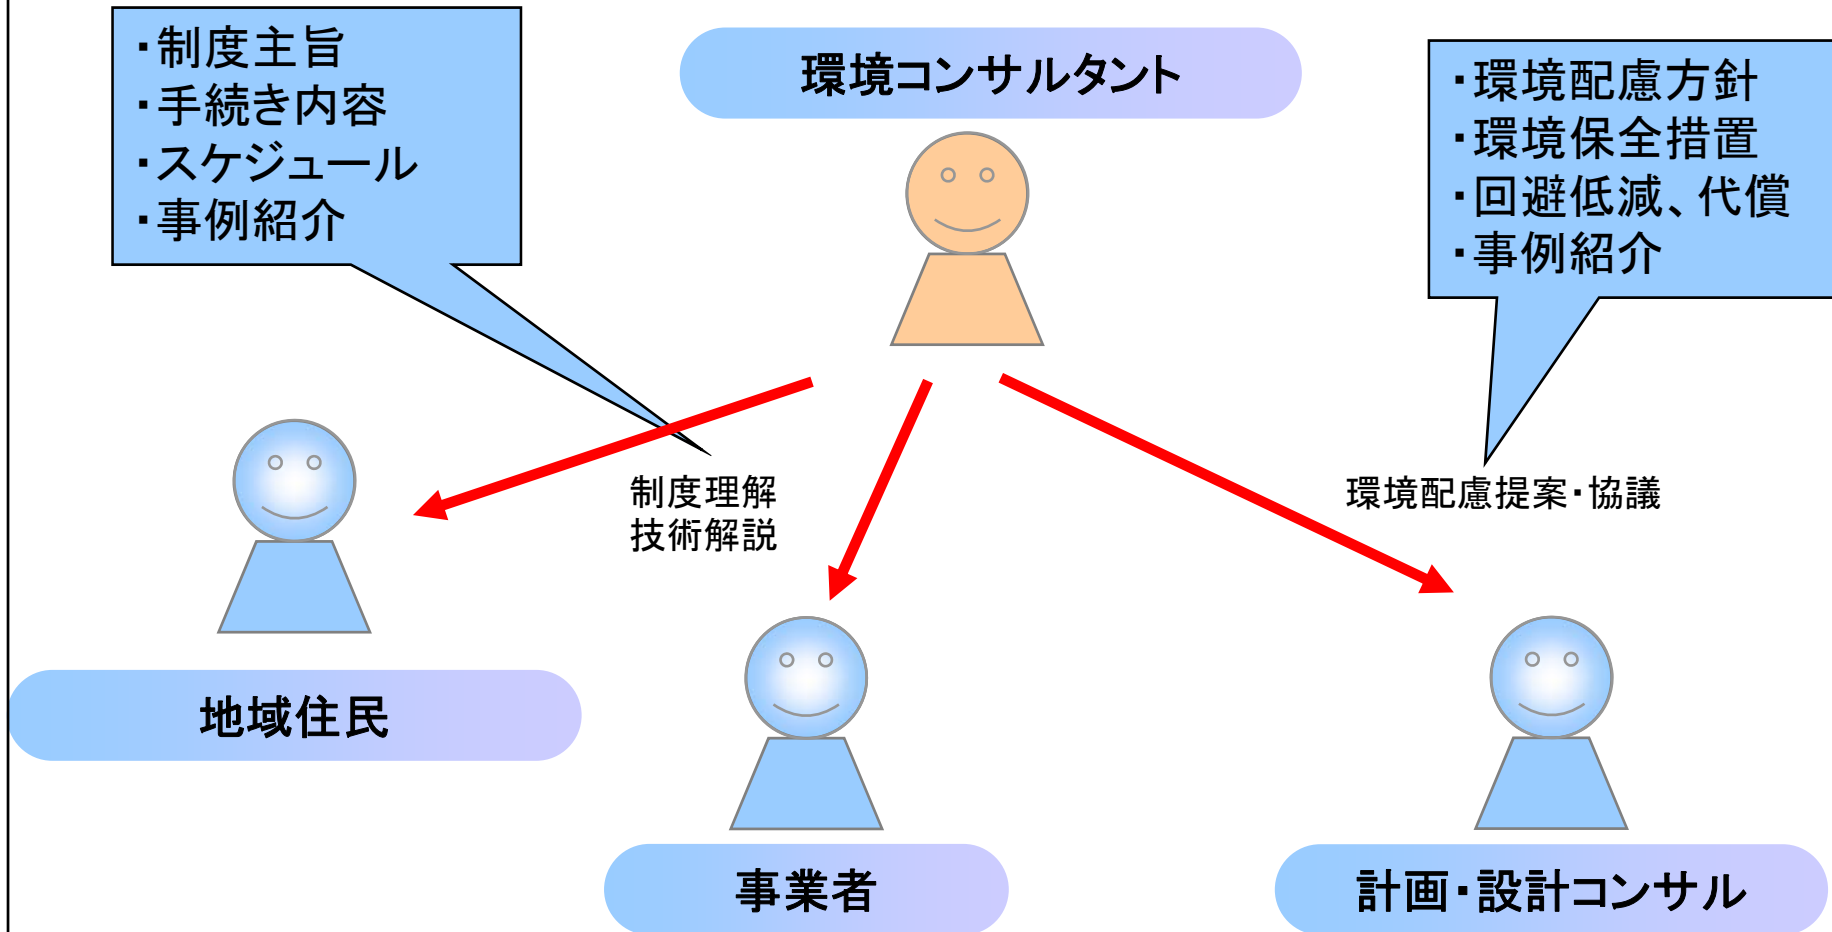 ・制度主旨
・手続き内容
・スケジュール
・事例紹介
環境コンサルタント
・環境配慮方針
・環境保全措置
・回避低減、代償
・事例紹介
制度理解
技術解説
環境配慮提案・協議
地域住民
事業者
計画・設計コンサル